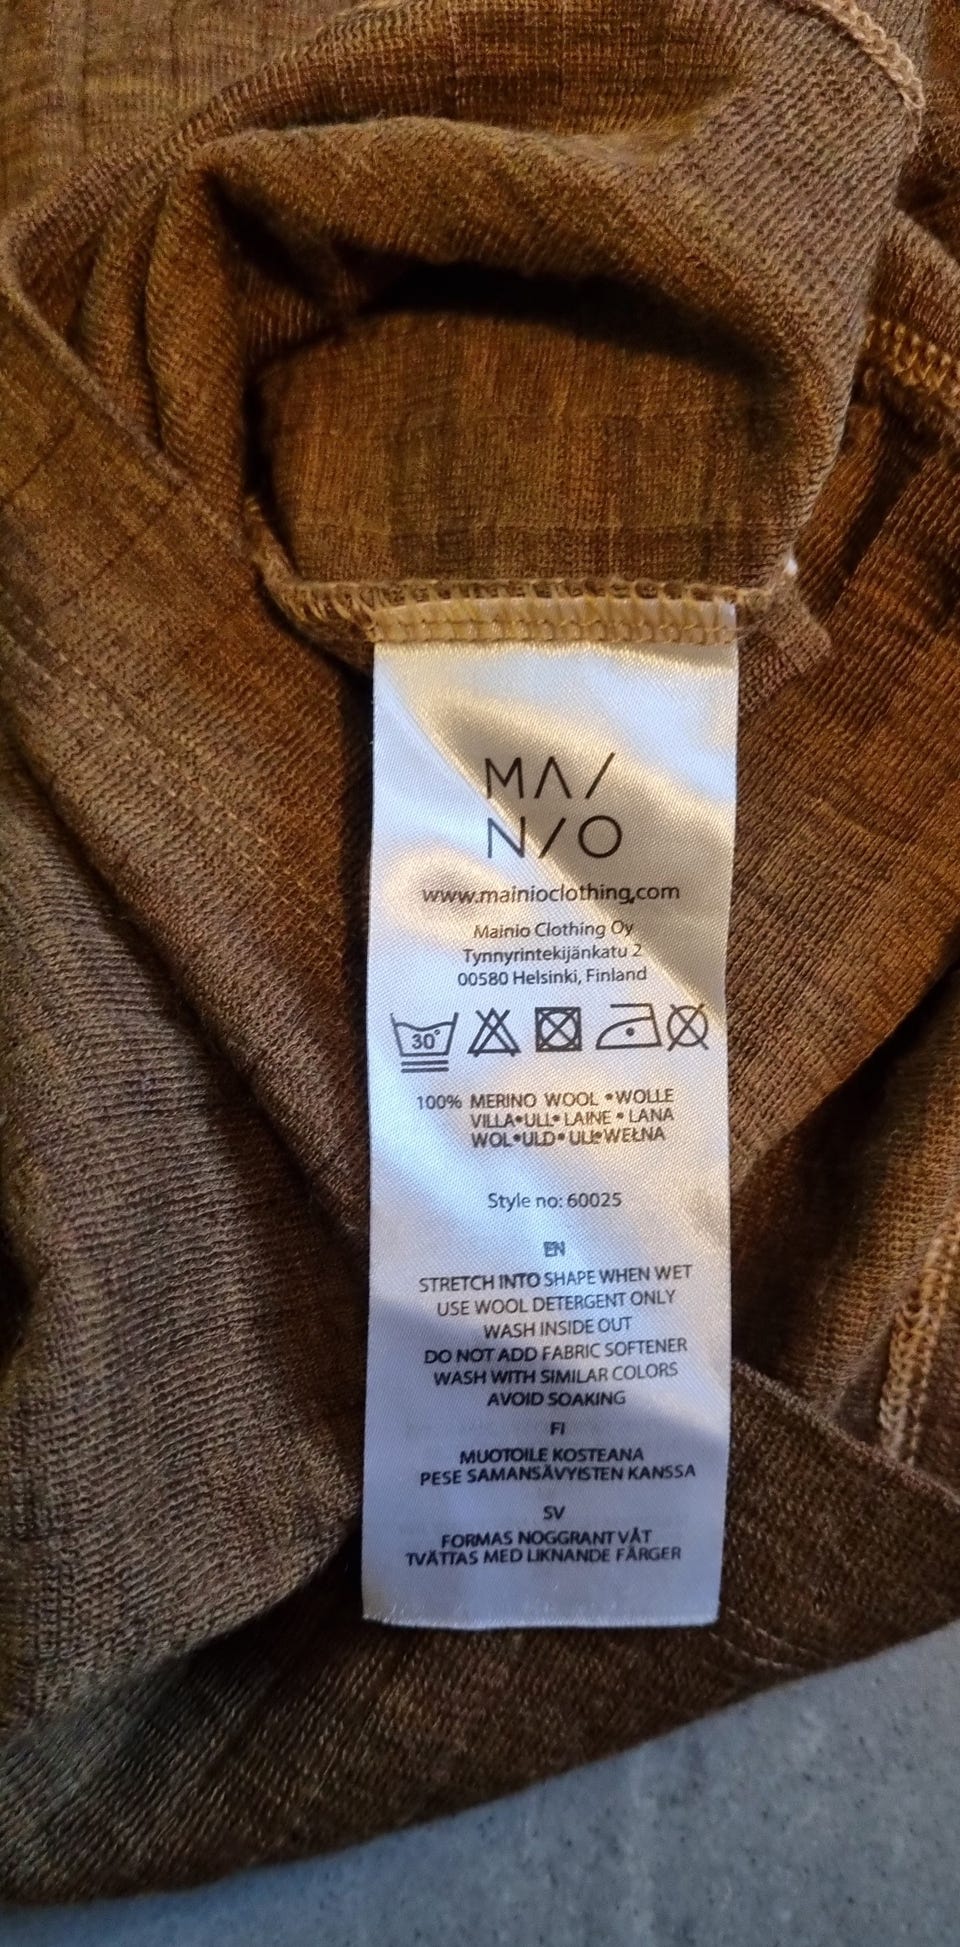 MA/
N/O
www.mainioclothing.com
Mainio Clothing Oy
Tynnyrintekijänkatu 2
00580 Helsinki, Finland
30°
100% MERINO WOOL •WOLLE
VILLA•ULL• LAINE • LANA
WOL•ULD• ULL•WEŁNA
Style no: 60025
EN
STRETCH INTO SHAPE WHEN WET
USE WOOL DETERGENT ONLY
WASH INSIDE OUT
DO NOT ADD FABRIC SOFTENER
WASH WITH SIMILAR COLORS
AVOID SOAKING
FI
MUOTOILE KOSTEANA
PESE SAMANSÄVYISTEN KANSSA
SV
FORMAS NOGGRANT VÅT
TVÄTTAS MED LIKNANDE FÄRGER